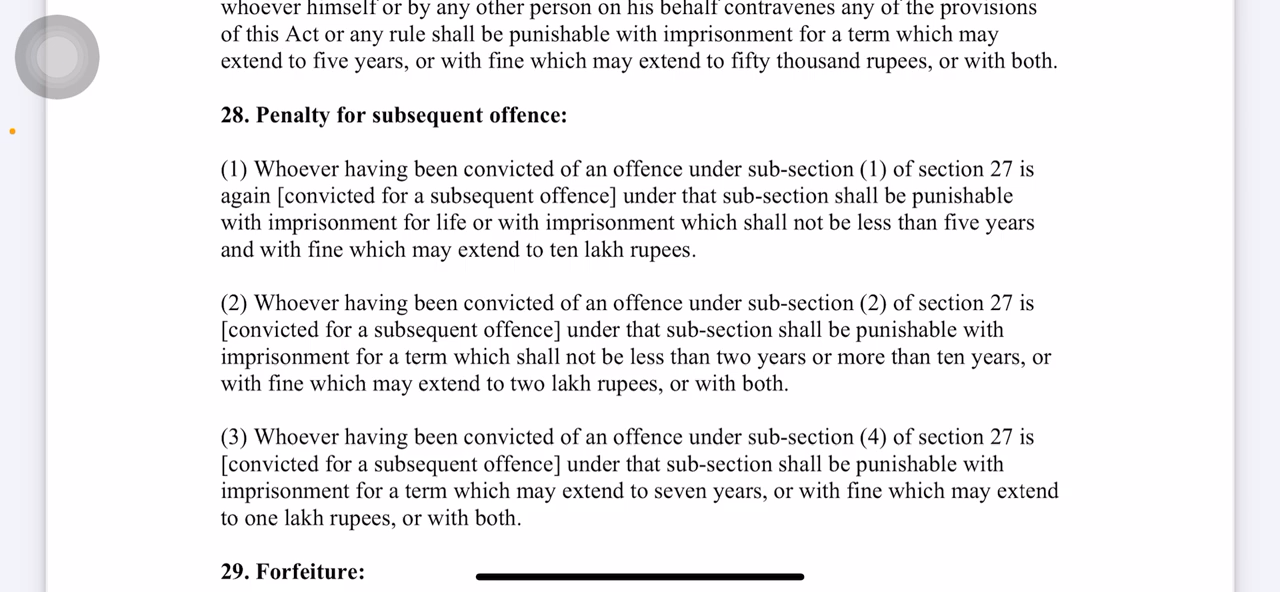 whoever himself or by any other person on his behalf contravenes any of the provisions
of this Act or any rule shall be punishable with imprisonment for a term which may
extend to five years, or with fine which may extend to fifty thousand rupees, or with both.
28. Penalty for subsequent offence:
(1) Whoever having been convicted of an offence under sub-section (1) of section 27 is
again [convicted for a subsequent offence] under that sub-section shall be punishable
with imprisonment for life or with imprisonment which shall not be less than five years
and with fine which may extend to ten lakh rupees.
(2) Whoever having been convicted of an offence under sub-section (2) of section 27 is
[convicted for a subsequent offence] under that sub-section shall be punishable with
imprisonment for a term which shall not be less than two years or more than ten years, or
with fine which may extend to two lakh rupees, or with both.
(3) Whoever having been convicted of an offence under sub-section (4) of section 27 is
[convicted for a subsequent offence] under that sub-section shall be punishable with
imprisonment for a term which may extend to seven years, or with fine which may extend
to one lakh rupees, or with both.
29. Forfeiture: